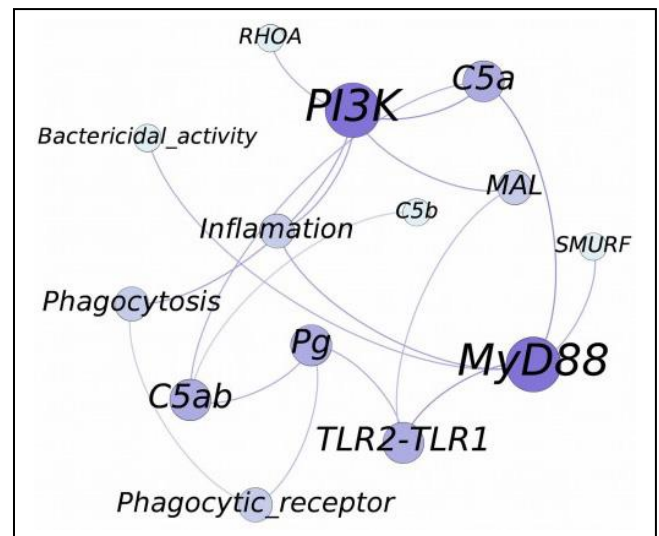 RHOA
C5a
PI3K
Bactericidal_activity
MAL
C5b
Inflamation
SMURF
Phagocytosis
Pg
MyD88
C5ab
TLR2-TLR1
Phagocytic_receptor